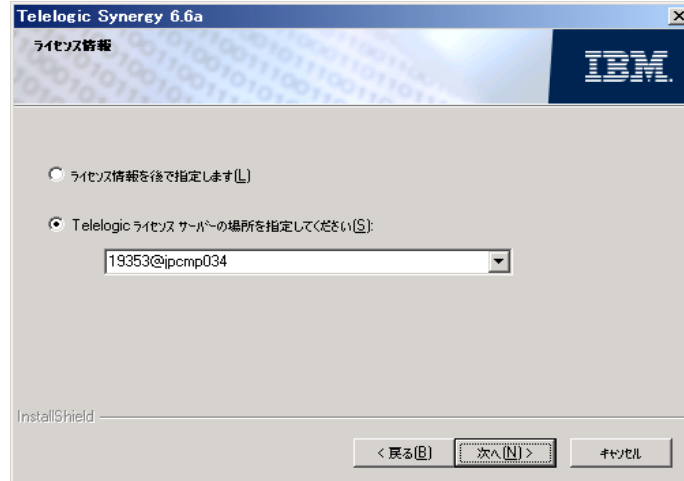 Telelogic Synergy 6.6a
ライセンス情報
IBM.
ライセンス情報を後で指定します(L)
Telelogic ライセンス サーバーの場所を指定してください(S):
19353@jpcmp034
InstallShield
< 戻る(B)
次へ(N) >
キャンセル